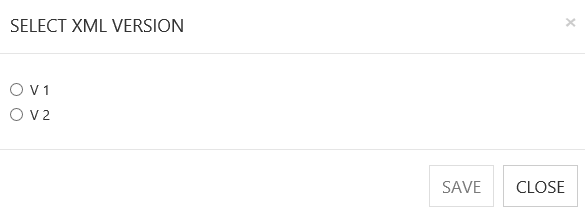 SELECT XML VERSION ×
V 1
V 2
SAVE CLOSE